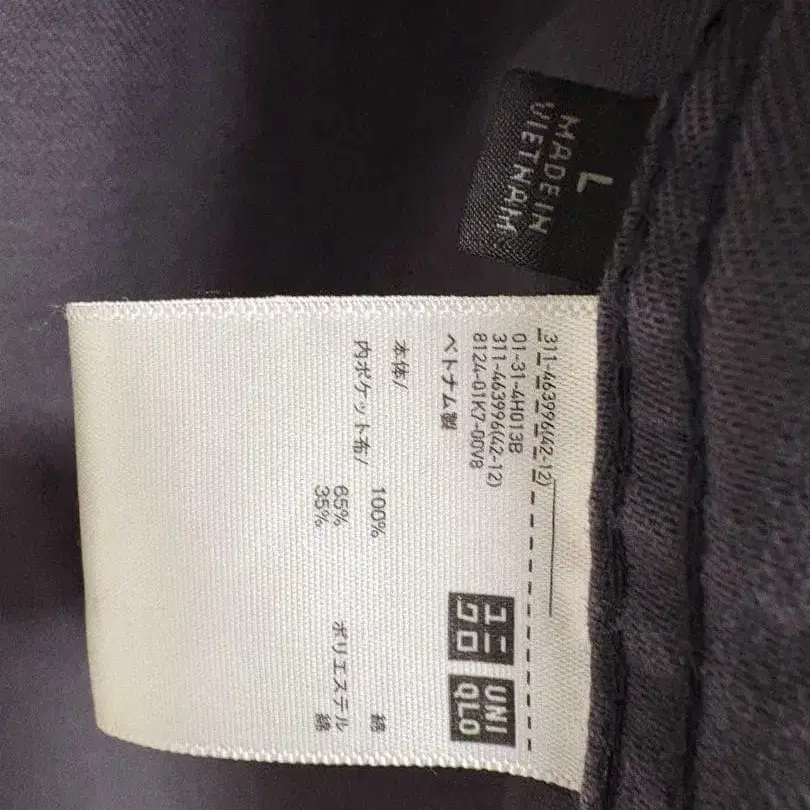 L
MADE IN
VIETNAM
311-463996(42-12)
01-31-4H013B
311-463996(42-12)
8124-01K7-00V8
ベトナム製
ユニ
クロ
UNI
QLO
本体/
100% 綿
内ポケット布/
65% ポリエステル
35% 綿